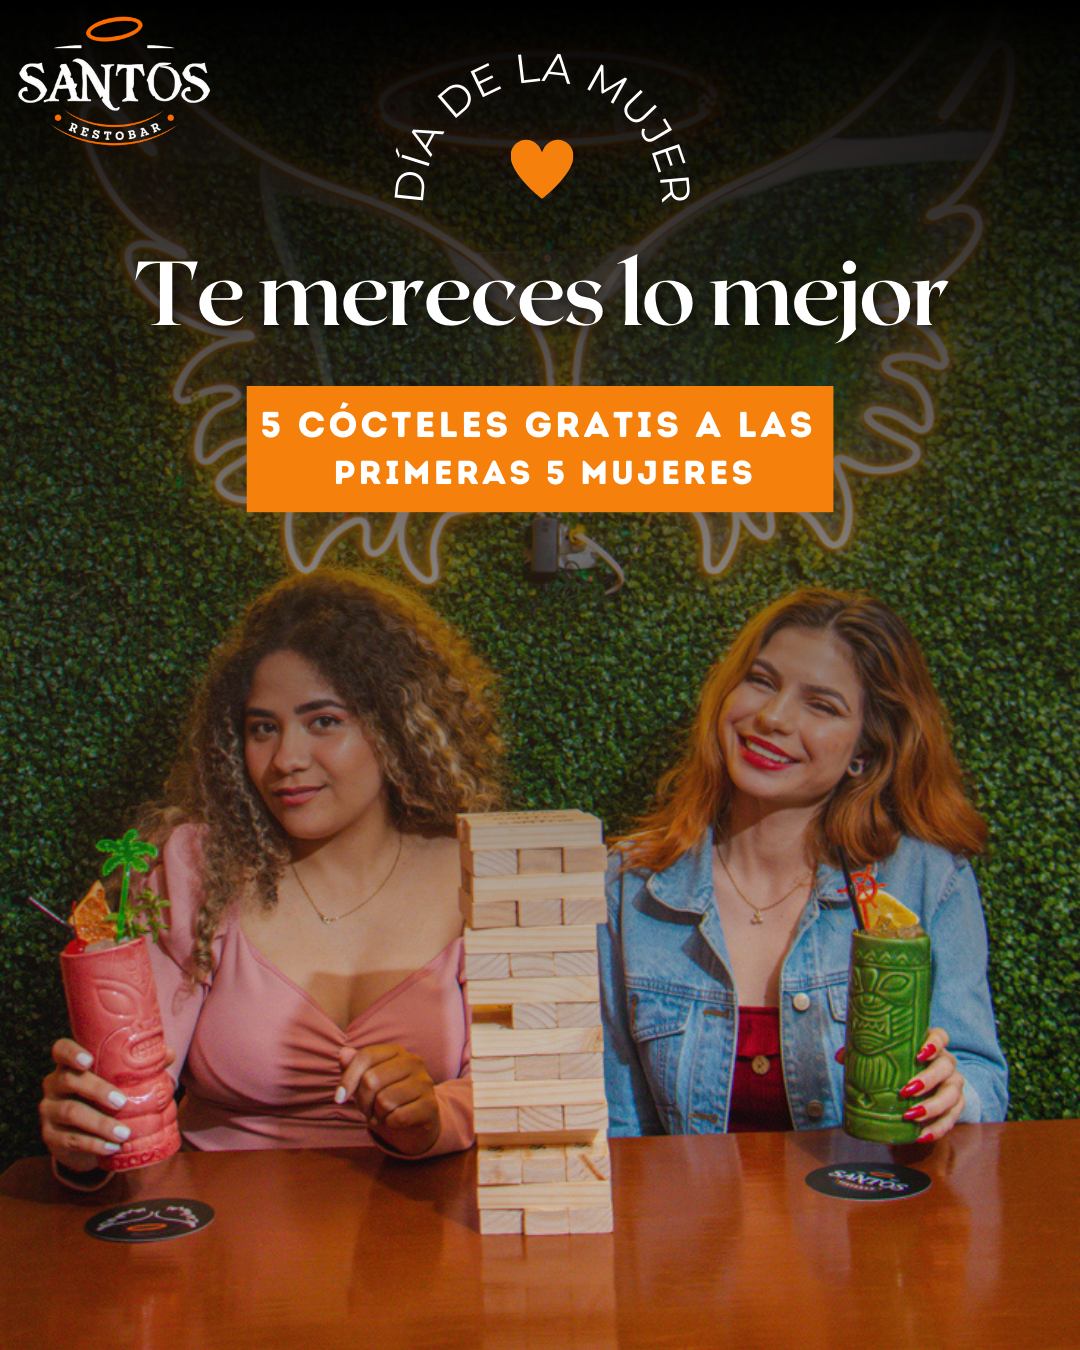 SANTOS
RESTOBAR
DÍA DE LA MUJER
Te mereces lo mejor
5 CÓCTELES GRATIS A LAS
PRIMERAS 5 MUJERES
SANTOS